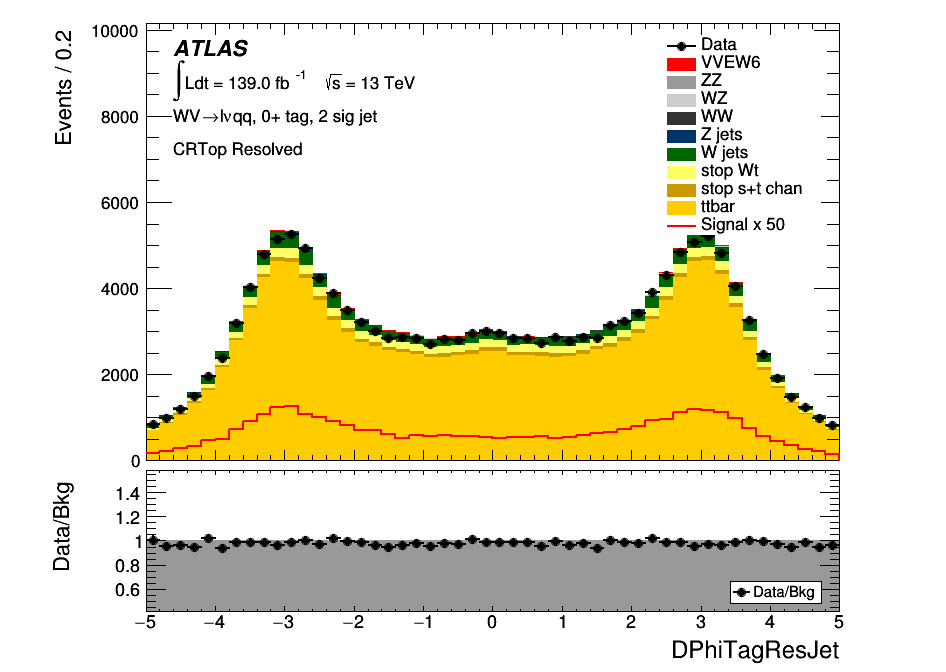 10000
8000
6000
4000
2000
0
Events / 0.2
ATLAS
∫Ldt = 139.0 fb -1 √s = 13 TeV
WV→lνqq, 0+ tag, 2 sig jet
CRTop Resolved
Data
VVEW6
ZZ
WZ
WW
Z jets
W jets
stop Wt
stop s+t chan
ttbar
Signal x 50
1.4
1.2
1
0.8
0.6
Data/Bkg
Data/Bkg
−5 −4 −3 −2 −1 0 1 2 3 4 5
DPhiTagResJet